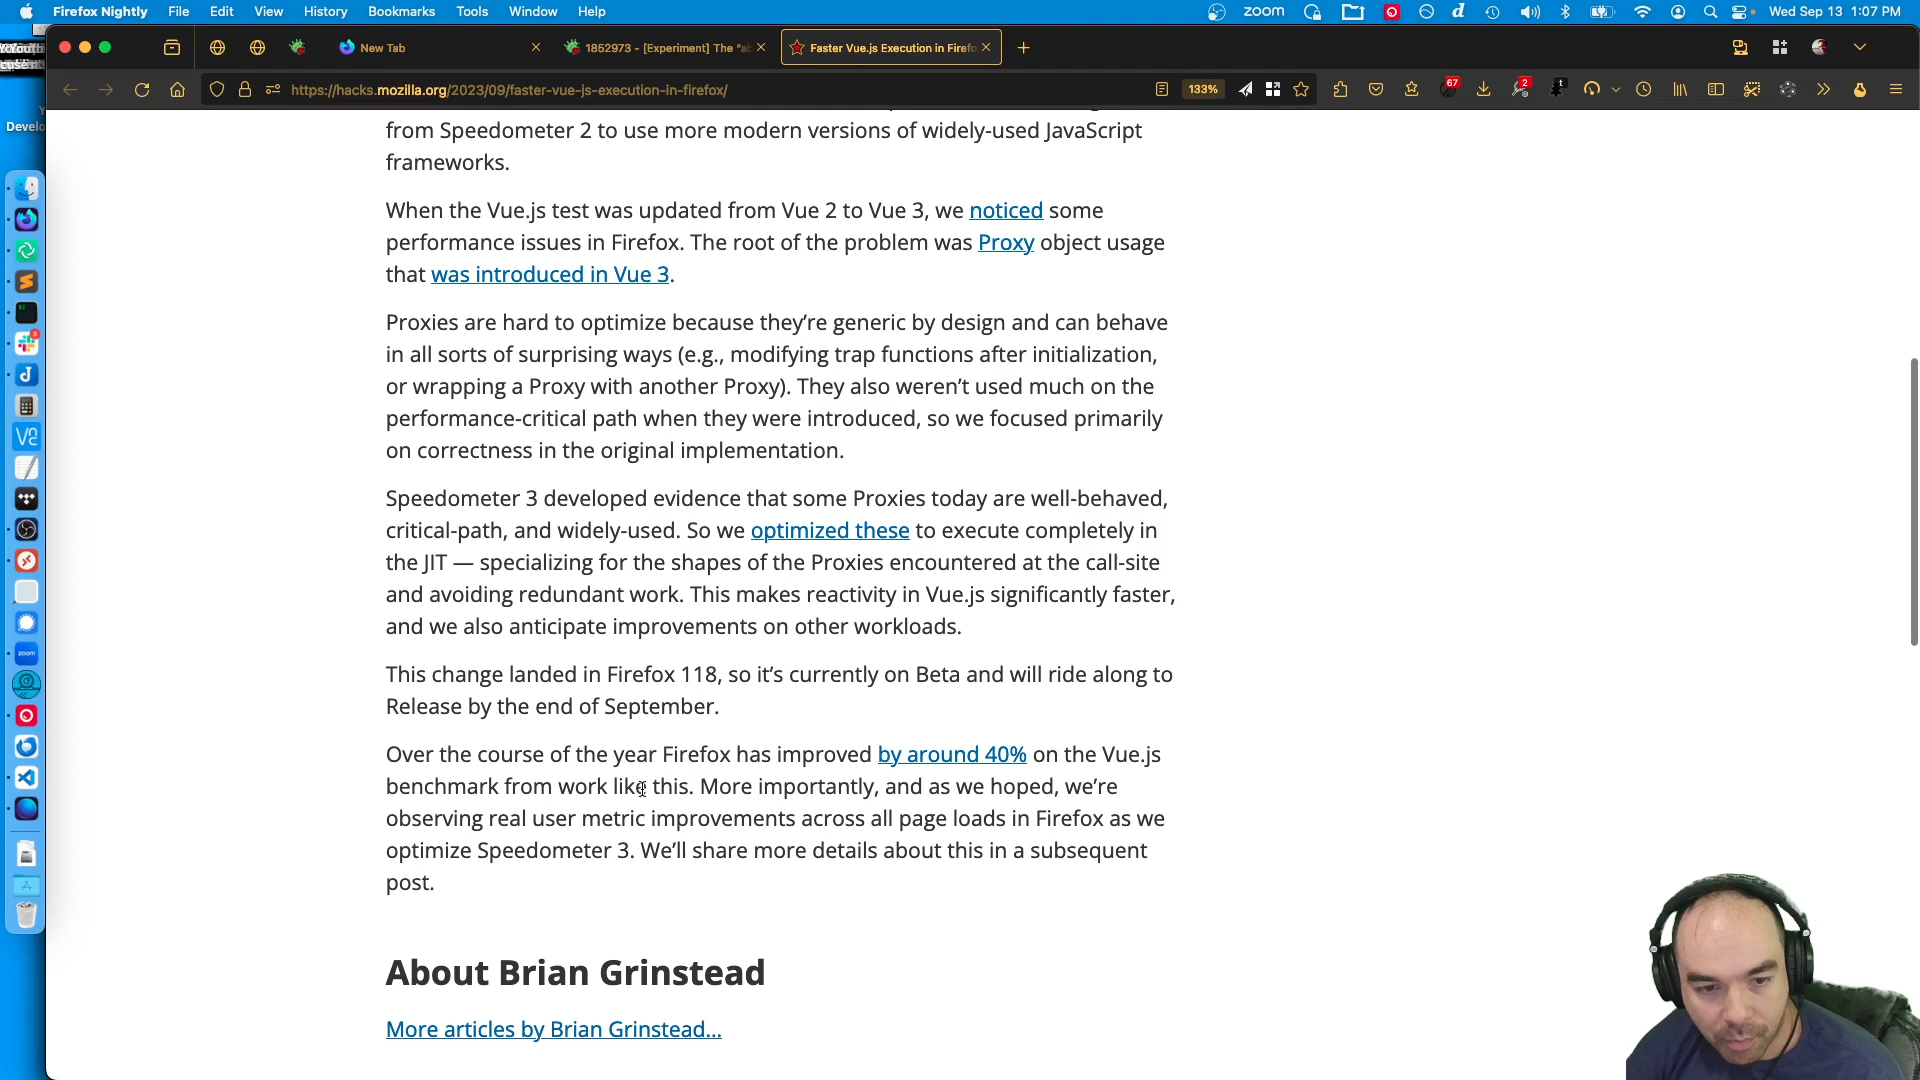 Firefox Nightly File Edit View History Bookmarks Tools Window Help
zoom
Wed Sep 13 1:07 PM
New Tab
1852973 - [Experiment] The "ab
Faster Vue.js Execution in Firefo
https://hacks.mozilla.org/2023/09/faster-vue-js-execution-in-firefox/
133%
67
2
Develo
from Speedometer 2 to use more modern versions of widely-used JavaScript
frameworks.
When the Vue.js test was updated from Vue 2 to Vue 3, we noticed some
performance issues in Firefox. The root of the problem was Proxy object usage
that was introduced in Vue 3.
Proxies are hard to optimize because they’re generic by design and can behave
in all sorts of surprising ways (e.g., modifying trap functions after initialization,
or wrapping a Proxy with another Proxy). They also weren’t used much on the
performance-critical path when they were introduced, so we focused primarily
on correctness in the original implementation.
Speedometer 3 developed evidence that some Proxies today are well-behaved,
critical-path, and widely-used. So we optimized these to execute completely in
the JIT — specializing for the shapes of the Proxies encountered at the call-site
and avoiding redundant work. This makes reactivity in Vue.js significantly faster,
and we also anticipate improvements on other workloads.
This change landed in Firefox 118, so it’s currently on Beta and will ride along to
Release by the end of September.
Over the course of the year Firefox has improved by around 40% on the Vue.js
benchmark from work like this. More importantly, and as we hoped, we’re
observing real user metric improvements across all page loads in Firefox as we
optimize Speedometer 3. We’ll share more details about this in a subsequent
post.
About Brian Grinstead
More articles by Brian Grinstead…
zoom